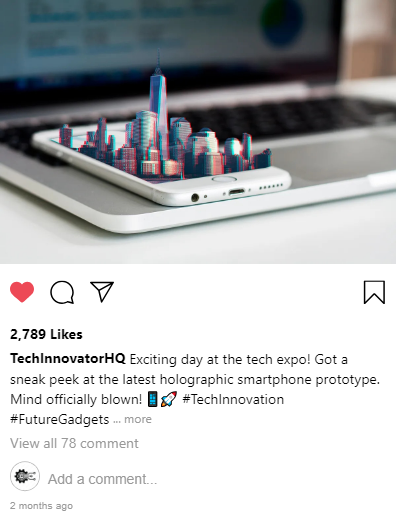 2,789 Likes
TechInnovatorHQ Exciting day at the tech expo! Got a
sneak peek at the latest holographic smartphone prototype.
Mind officially blown! 📱🚀 #TechInnovation
#FutureGadgets ... more
View all 78 comment
Add a comment...
2 months ago